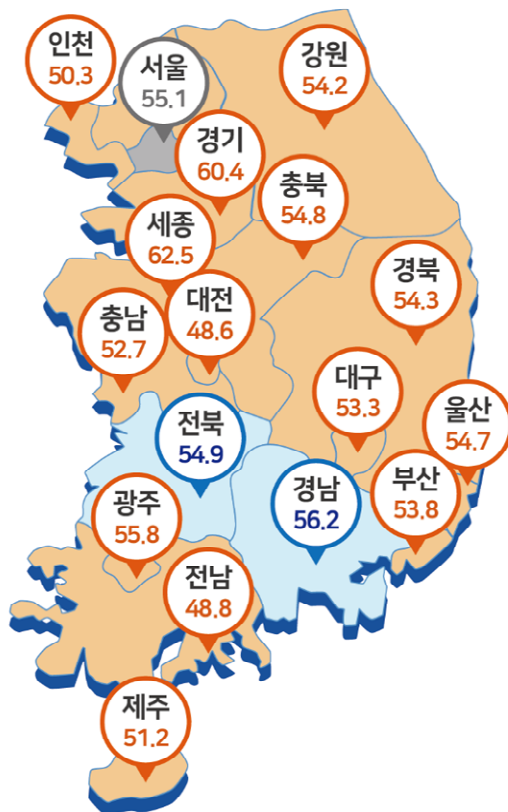 인천
50.3
서울
55.1
강원
54.2
경기
60.4
충북
54.8
세종
62.5
경북
54.3
대전
48.6
충남
52.7
대구
53.3
울산
54.7
전북
54.9
경남
56.2
부산
53.8
광주
55.8
전남
48.8
제주
51.2